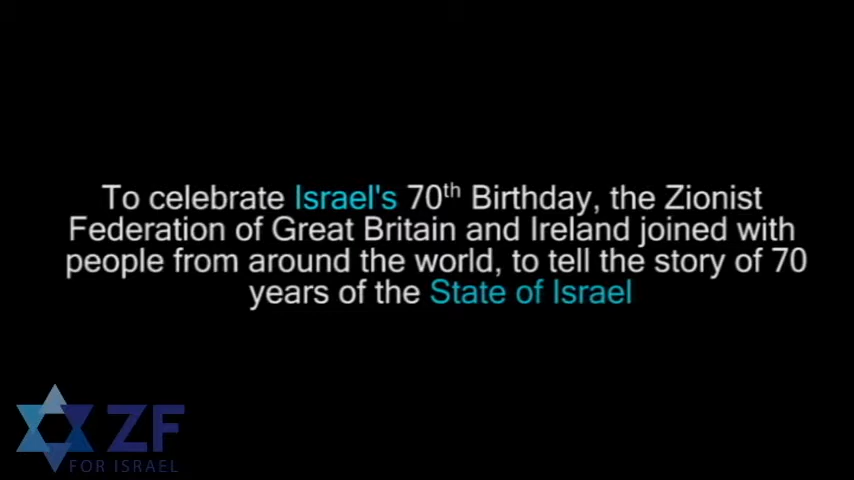 To celebrate Israel's 70th Birthday, the Zionist
Federation of Great Britain and Ireland joined with
people from around the world, to tell the story of 70
years of the State of Israel
ZF
FOR ISRAEL